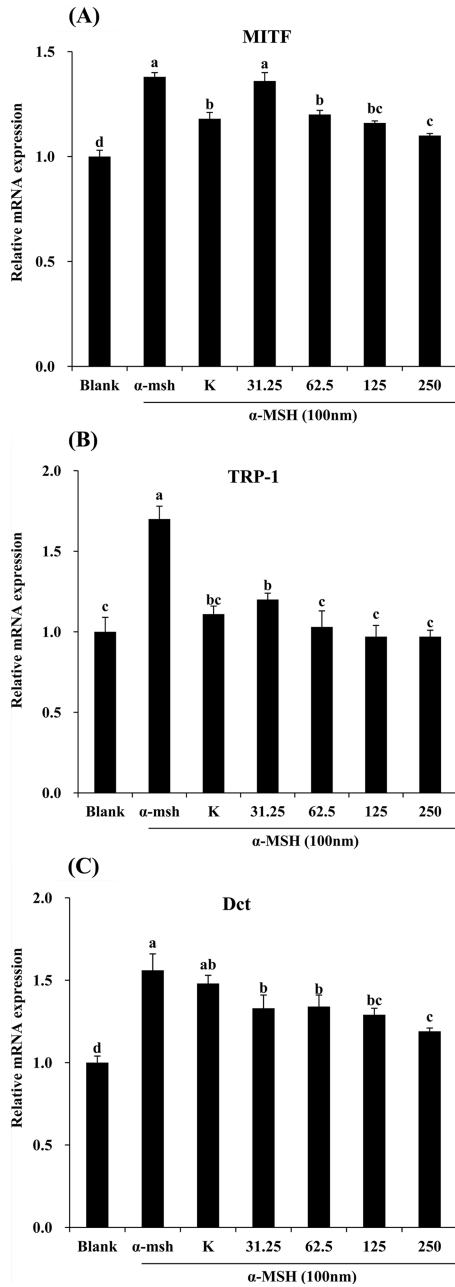 (A)
MITF
Relative mRNA expression
1.5
1.0
0.5
0.0
d
a
b
a
b
bc
c
Blank α-msh K 31.25 62.5 125 250
α-MSH (100nm)
(B)
TRP-1
Relative mRNA expression
2.0
1.5
1.0
0.5
0.0
c
a
bc
b
c
c
c
Blank α-msh K 31.25 62.5 125 250
α-MSH (100nm)
(C)
Dct
Relative mRNA expression
2.0
1.5
1.0
0.5
0.0
d
a
ab
b
b
bc
c
Blank α-msh K 31.25 62.5 125 250
α-MSH (100nm)